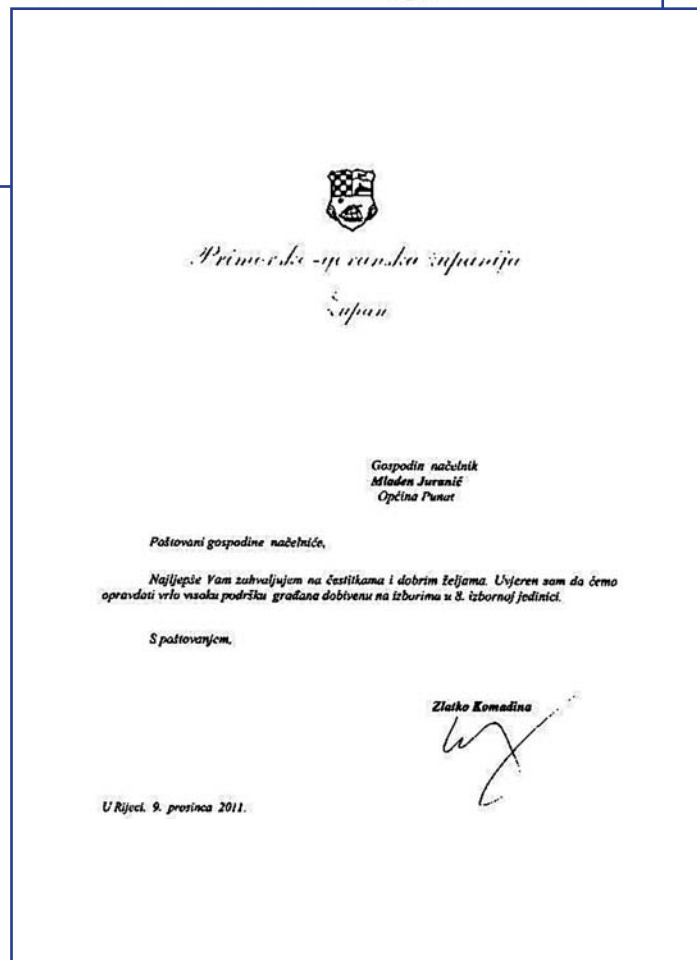 Primorsko-goranska županija
Župan
Gospodin načelnik
Mladen Juranić
Općina Punat
Poštovani gospodine načelniče,
Najljepše Vam zahvaljujem na čestitkama i dobrim željama. Uvjeren sam da ćemo
opravdati vrlo visoku podršku građana dobivenu na izborima u 8. izbornoj jedinici.
S poštovanjem,
Zlatko Komadina
U Rijeci, 9. prosinca 2011.